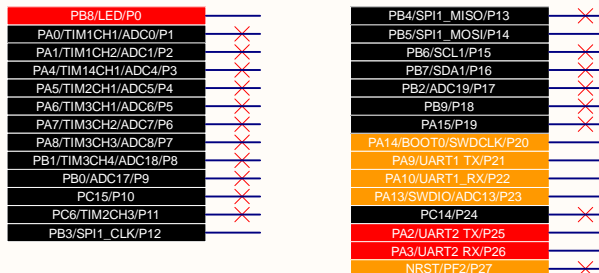 PB8/LED/P0
PA0/TIM1CH1/ADC0/P1
PA1/TIM1CH2/ADC1/P2
PA4/TIM14CH1/ADC4/P3
PA5/TIM2CH1/ADC5/P4
PA6/TIM3CH1/ADC6/P5
PA7/TIM3CH2/ADC7/P6
PA8/TIM3CH3/ADC8/P7
PB1/TIM3CH4/ADC18/P8
PB0/ADC17/P9
PC15/P10
PC6/TIM2CH3/P11
PB3/SPI1_CLK/P12
PB4/SPI1_MISO/P13
PB5/SPI1_MOSI/P14
PB6/SCL1/P15
PB7/SDA1/P16
PB2/ADC19/P17
PB9/P18
PA15/P19
PA14/BOOT0/SWDCLK/P20
PA9/UART1 TX/P21
PA10/UART1_RX/P22
PA13/SWDIO/ADC13/P23
PC14/P24
PA2/UART2 TX/P25
PA3/UART2 RX/P26
NRST/PF2/P27